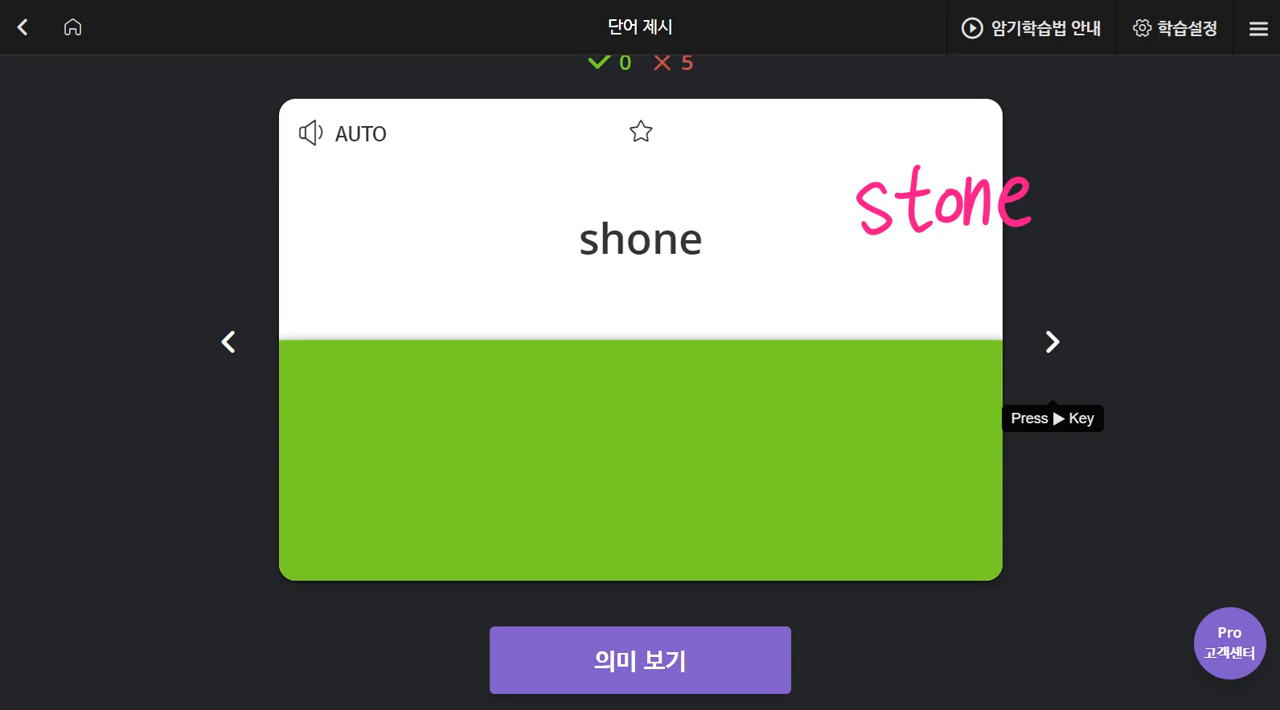 단어 제시
암기학습법 안내
학습설정
0 5
AUTO
stone
shone
Press ▶ Key
의미 보기
Pro
고객센터